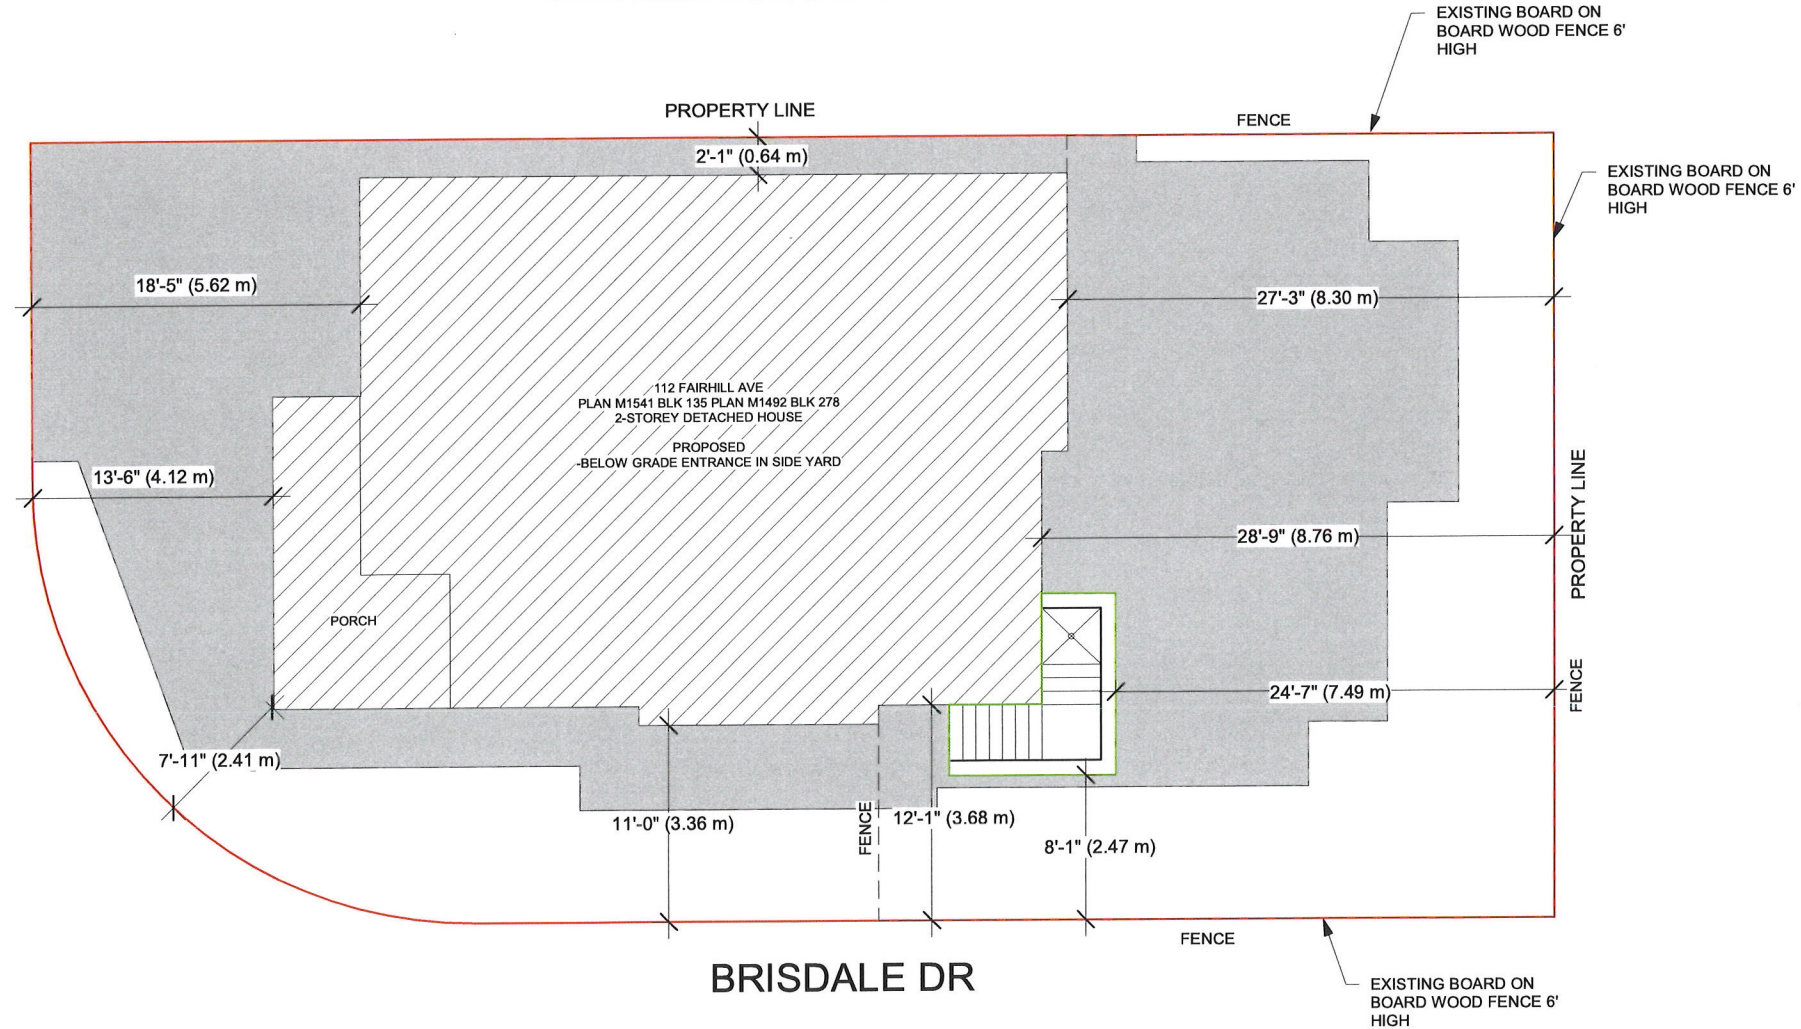 EXISTING BOARD ON
BOARD WOOD FENCE 6'
HIGH
PROPERTY LINE
FENCE
2'-1" (0.64 m)
EXISTING BOARD ON
BOARD WOOD FENCE 6'
HIGH
18'-5" (5.62 m)
27'-3" (8.30 m)
112 FAIRHILL AVE
PLAN M1541 BLK 135 PLAN M1492 BLK 278
2-STOREY DETACHED HOUSE
PROPOSED
-BELOW GRADE ENTRANCE IN SIDE YARD
13'-6" (4.12 m)
28'-9" (8.76 m)
PROPERTY LINE
PORCH
24'-7" (7.49 m)
FENCE
7'-11" (2.41 m)
11'-0" (3.36 m)
FENCE
12'-1" (3.68 m)
8'-1" (2.47 m)
FENCE
BRISDALE DR
EXISTING BOARD ON
BOARD WOOD FENCE 6'
HIGH